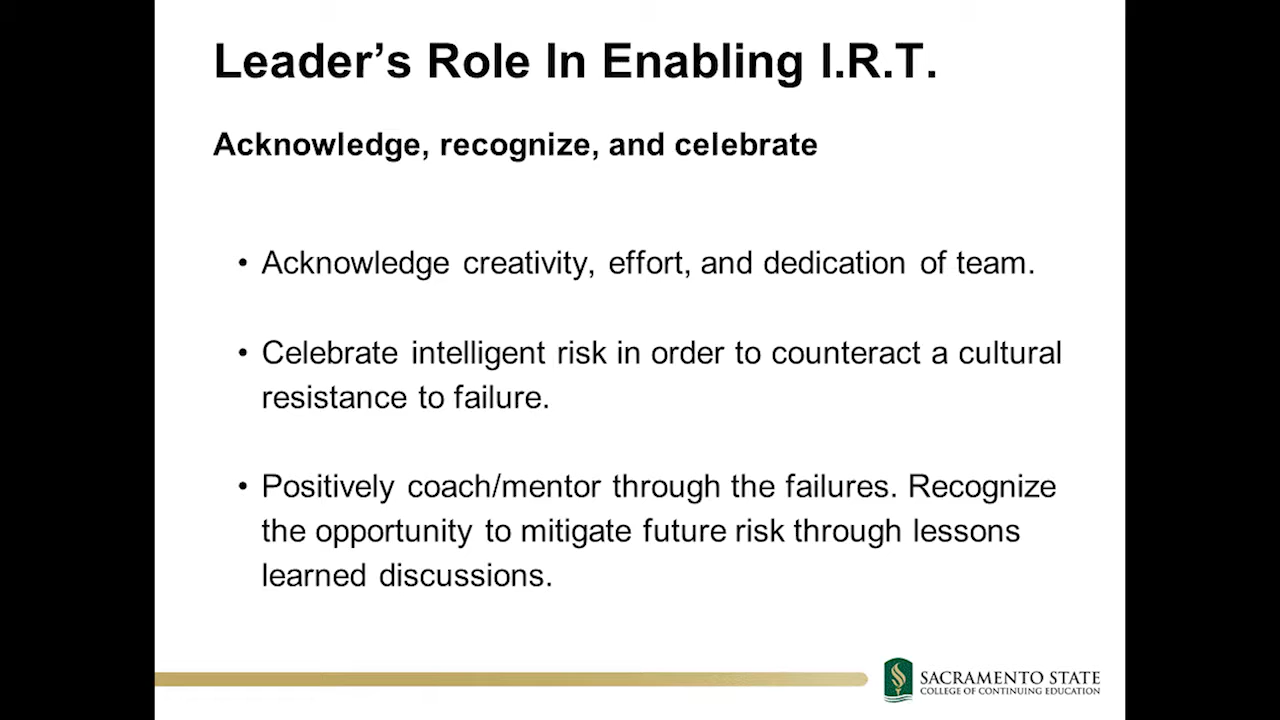 Leader’s Role In Enabling I.R.T.
Acknowledge, recognize, and celebrate
• Acknowledge creativity, effort, and dedication of team.
• Celebrate intelligent risk in order to counteract a cultural
resistance to failure.
• Positively coach/mentor through the failures. Recognize
the opportunity to mitigate future risk through lessons
learned discussions.
SACRAMENTO STATE
COLLEGE OF CONTINUING EDUCATION